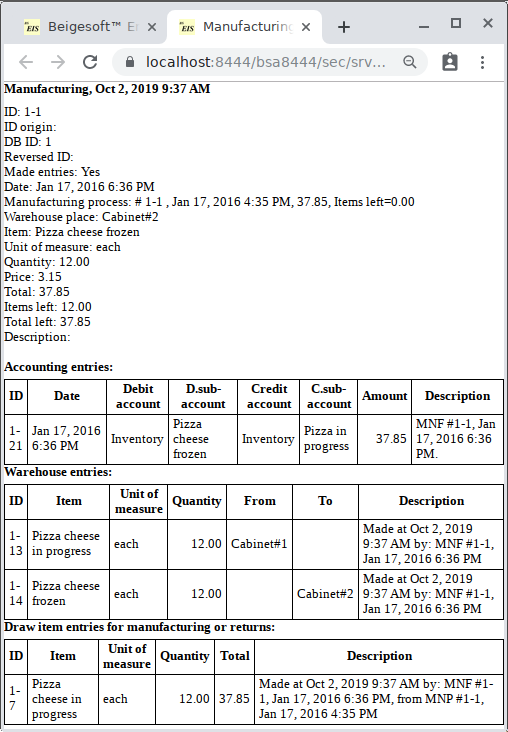 EIS Beigesoft™ EI × EIS Manufacturing × +
localhost:8444/bsa8444/sec/srv...
Manufacturing, Oct 2, 2019 9:37 AM
ID: 1-1
ID origin:
DB ID: 1
Reversed ID:
Made entries: Yes
Date: Jan 17, 2016 6:36 PM
Manufacturing process: # 1-1 , Jan 17, 2016 4:35 PM, 37.85, Items left=0.00
Warehouse place: Cabinet#2
Item: Pizza cheese frozen
Unit of measure: each
Quantity: 12.00
Price: 3.15
Total: 37.85
Items left: 12.00
Total left: 37.85
Description:
Accounting entries:
ID Date Debit account D.sub-account Credit account C.sub-account Amount Description
1-21 Jan 17, 2016 6:36 PM Inventory Pizza cheese frozen Inventory Pizza in progress 37.85 MNF #1-1, Jan 17, 2016 6:36 PM.
Warehouse entries:
ID Item Unit of measure Quantity From To Description
1-13 Pizza cheese in progress each 12.00 Cabinet#1 Made at Oct 2, 2019 9:37 AM by: MNF #1-1, Jan 17, 2016 6:36 PM
1-14 Pizza cheese frozen each 12.00 Cabinet#2 Made at Oct 2, 2019 9:37 AM by: MNF #1-1, Jan 17, 2016 6:36 PM
Draw item entries for manufacturing or returns:
ID Item Unit of measure Quantity Total Description
1-7 Pizza cheese in progress each 12.00 37.85 Made at Oct 2, 2019 9:37 AM by: MNF #1-1, Jan 17, 2016 6:36 PM, from MNP #1-1, Jan 17, 2016 4:35 PM